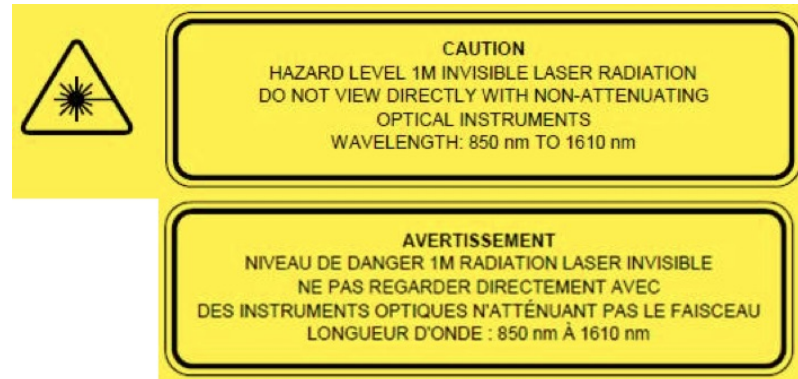 CAUTION
HAZARD LEVEL 1M INVISIBLE LASER RADIATION
DO NOT VIEW DIRECTLY WITH NON-ATTENUATING
OPTICAL INSTRUMENTS
WAVELENGTH: 850 nm TO 1610 nm
AVERTISSEMENT
NIVEAU DE DANGER 1M RADIATION LASER INVISIBLE
NE PAS REGARDER DIRECTEMENT AVEC
DES INSTRUMENTS OPTIQUES N'ATTÉNUANT PAS LE FAISCEAU
LONGUEUR D'ONDE : 850 nm À 1610 nm